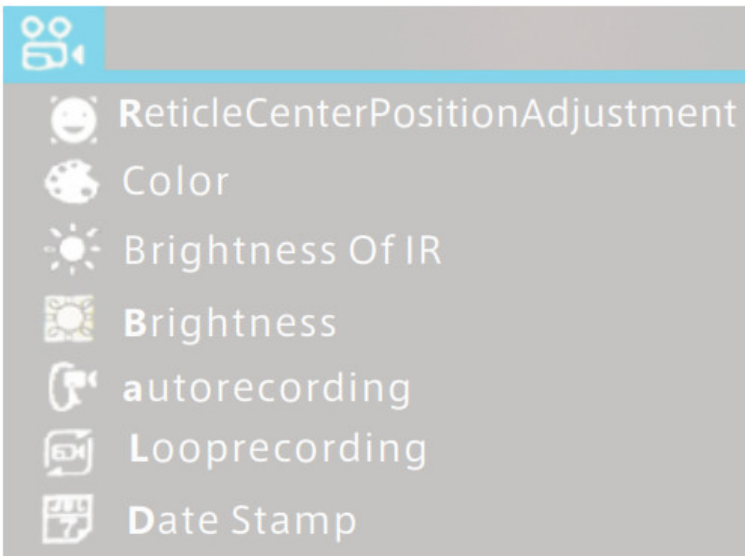 ReticleCenterPositionAdjustment
Color
Brightness Of IR
Brightness
autorecording
Looprecording
Date Stamp